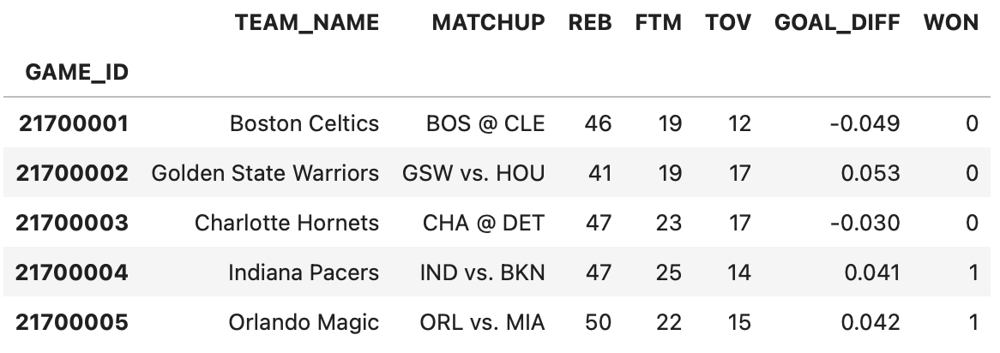 TEAM_NAME MATCHUP REB FTM TOV GOAL_DIFF WON
GAME_ID
21700001 Boston Celtics BOS @ CLE 46 19 12 -0.049 0
21700002 Golden State Warriors GSW vs. HOU 41 19 17 0.053 0
21700003 Charlotte Hornets CHA @ DET 47 23 17 -0.030 0
21700004 Indiana Pacers IND vs. BKN 47 25 14 0.041 1
21700005 Orlando Magic ORL vs. MIA 50 22 15 0.042 1